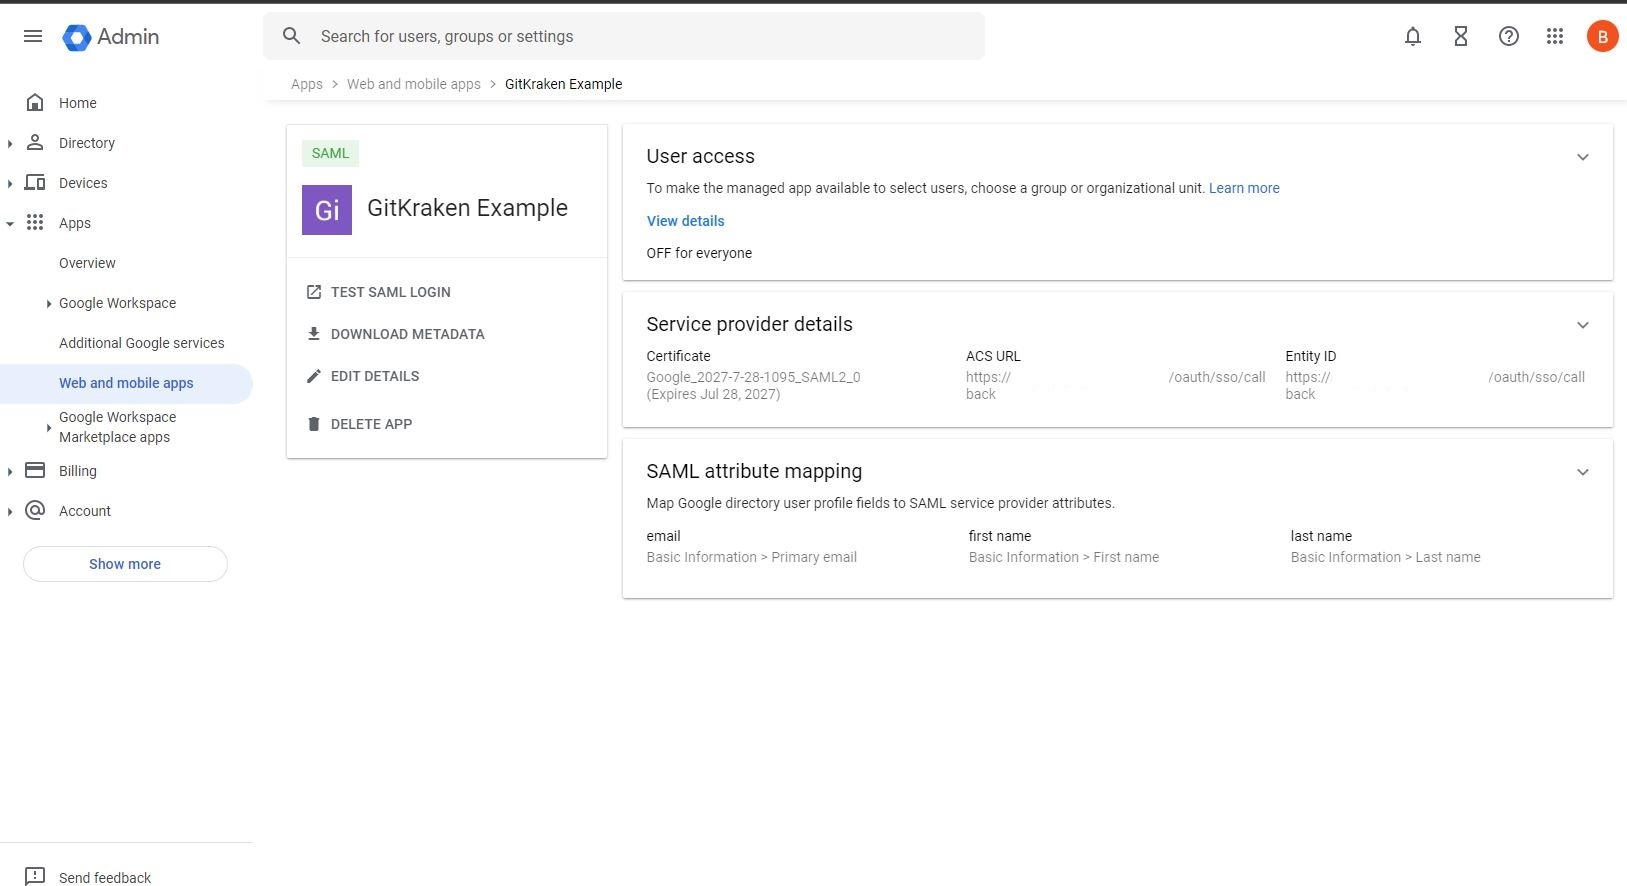 Admin
Search for users, groups or settings
B
Apps > Web and mobile apps > GitKraken Example
Home
Directory
Devices
Apps
Overview
Google Workspace
Additional Google services
Web and mobile apps
Google Workspace
Marketplace apps
Billing
Account
Show more
Send feedback
SAML
Gi
GitKraken Example
TEST SAML LOGIN
DOWNLOAD METADATA
EDIT DETAILS
DELETE APP
User access
To make the managed app available to select users, choose a group or organizational unit. Learn more
View details
OFF for everyone
Service provider details
Certificate
Google_2027-7-28-1095_SAML2_0
(Expires Jul 28, 2027)
ACS URL
https:// /oauth/sso/call
back
Entity ID
https:/ /oauth/sso/call
back
SAML attribute mapping
Map Google directory user profile fields to SAML service provider attributes.
email
Basic Information > Primary email
first name
Basic Information > First name
last name
Basic Information > Last name